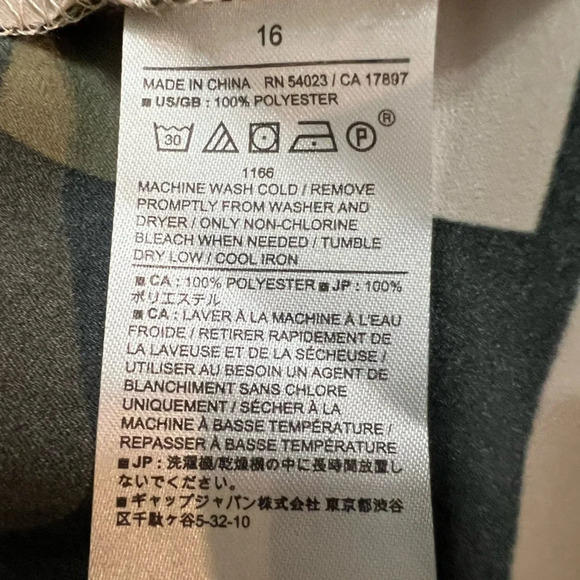 16
MADE IN CHINA RN 54023 / CA 17897
■ US/GB : 100% POLYESTER
30 P ®
1166
MACHINE WASH COLD / REMOVE
PROMPTLY FROM WASHER AND
DRYER / ONLY NON-CHLORINE
BLEACH WHEN NEEDED / TUMBLE
DRY LOW / COOL IRON
■ CA : 100% POLYESTER ■ JP : 100%
ポリエステル
■ CA : LAVER À LA MACHINE À L'EAU
FROIDE / RETIRER RAPIDEMENT DE
LA LAVEUSE ET DE LA SÉCHEUSE /
UTILISER AU BESOIN UN AGENT DE
BLANCHIMENT SANS CHLORE
UNIQUEMENT / SÉCHER À LA
MACHINE À BASSE TEMPÉRATURE /
REPASSER À BASSE TEMPÉRATURE
■ JP : 洗濯機/乾燥機の中に長時間放置し
ないでください。
■ ギャップジャパン株式会社 東京都渋谷
区千駄ケ谷5-32-10